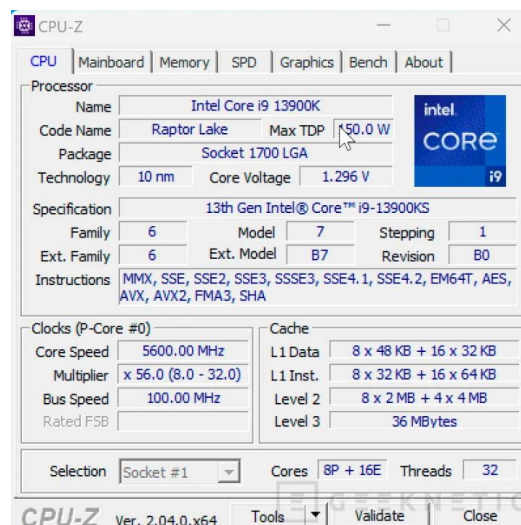 CPU-Z
CPU Mainboard Memory SPD Graphics Bench About
Processor
Name Intel Core i9 13900K
Code Name Raptor Lake Max TDP 150.0 W
Package Socket 1700 LGA
Technology 10 nm Core Voltage 1.296 V
intel
CORE
i9
Specification 13th Gen Intel® Core™ i9-13900KS
Family 6 Model 7 Stepping 1
Ext. Family 6 Ext. Model B7 Revision B0
Instructions MMX, SSE, SSE2, SSE3, SSSE3, SSE4.1, SSE4.2, EM64T, AES,
AVX, AVX2, FMA3, SHA
Clocks (P-Core #0)
Core Speed 5600.00 MHz
Multiplier x 56.0 (8.0 - 32.0)
Bus Speed 100.00 MHz
Rated FSB
Cache
L1 Data 8 x 48 KB + 16 x 32 KB
L1 Inst. 8 x 32 KB + 16 x 64 KB
Level 2 8 x 2 MB + 4 x 4 MB
Level 3 36 MBytes
Selection Socket #1 Cores 8P + 16E Threads 32
GEEKNETIC
CPU-Z Ver. 2.04.0.x64 Tools Validate Close